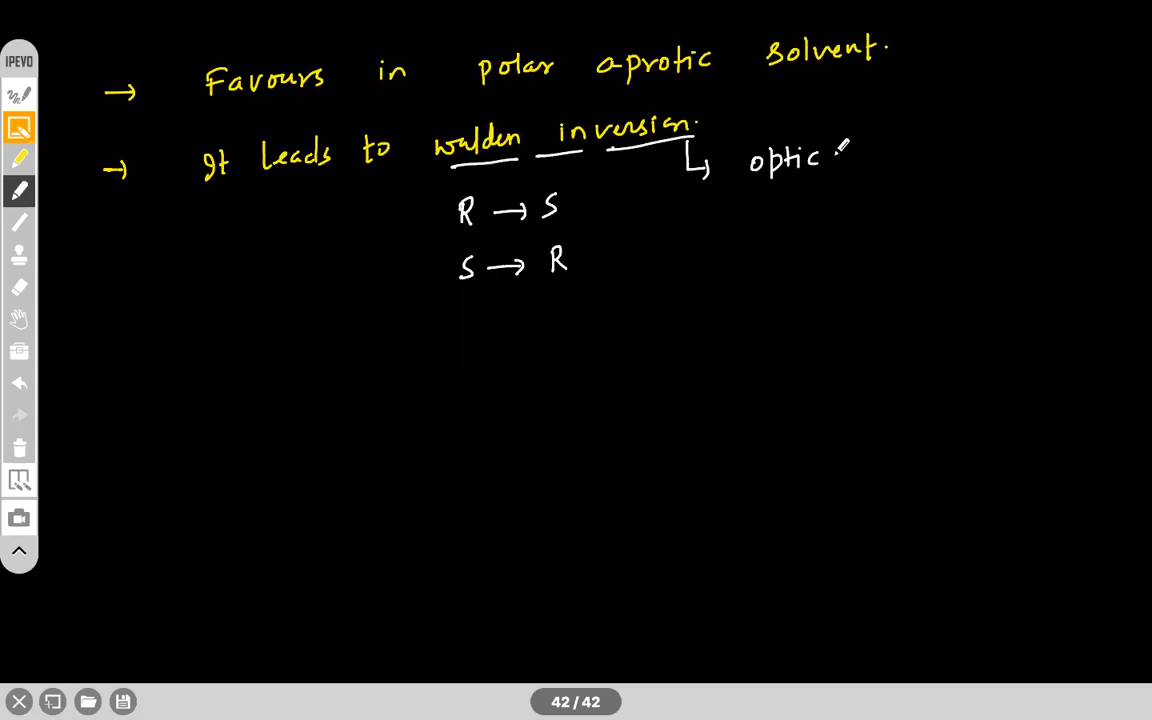 IPEVO
→ Favours in polar aprotic solvent.
→ It leads to walden inversion.
↳ optic
R → S
S → R
42 / 42